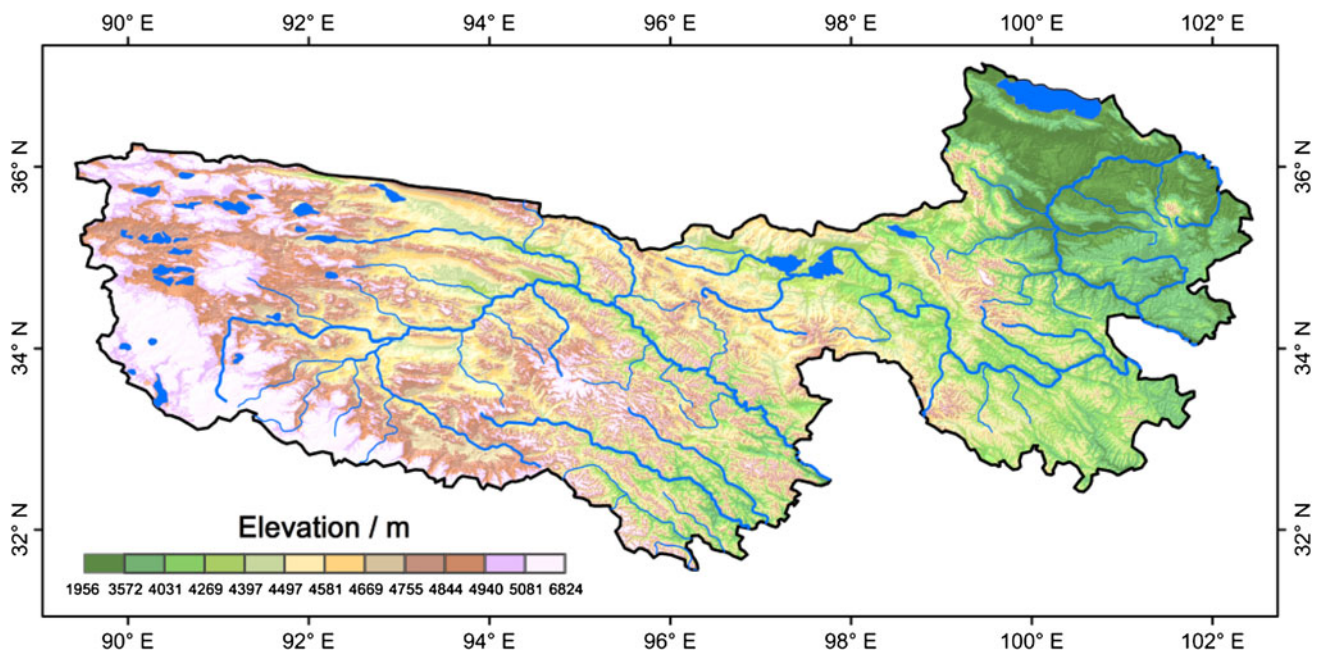 90° E 92° E 94° E 96° E 98° E 100° E 102° E
36° N 36° N
34° N 34° N
32° N 32° N
Elevation / m
1956 3572 4031 4269 4397 4497 4581 4669 4755 4844 4940 5081 6824
90° E 92° E 94° E 96° E 98° E 100° E 102° E